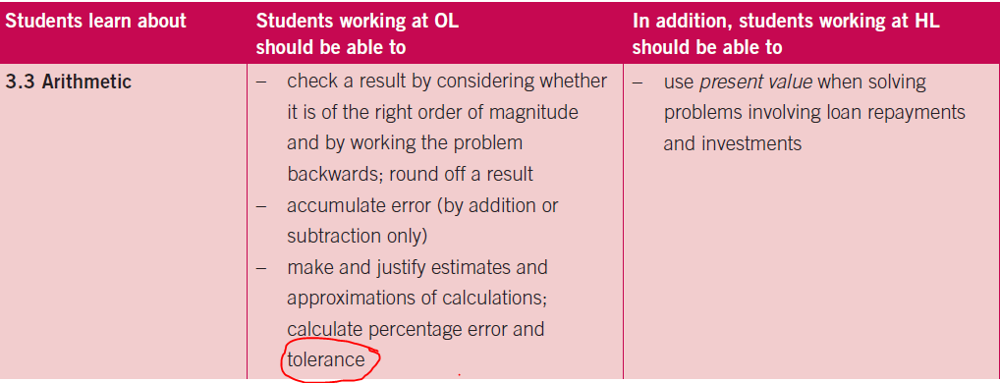 Students learn about
Students working at OL
should be able to
In addition, students working at HL
should be able to
3.3 Arithmetic
– check a result by considering whether
it is of the right order of magnitude
and by working the problem
backwards; round off a result
– accumulate error (by addition or
subtraction only)
– make and justify estimates and
approximations of calculations;
calculate percentage error and
tolerance
– use present value when solving
problems involving loan repayments
and investments